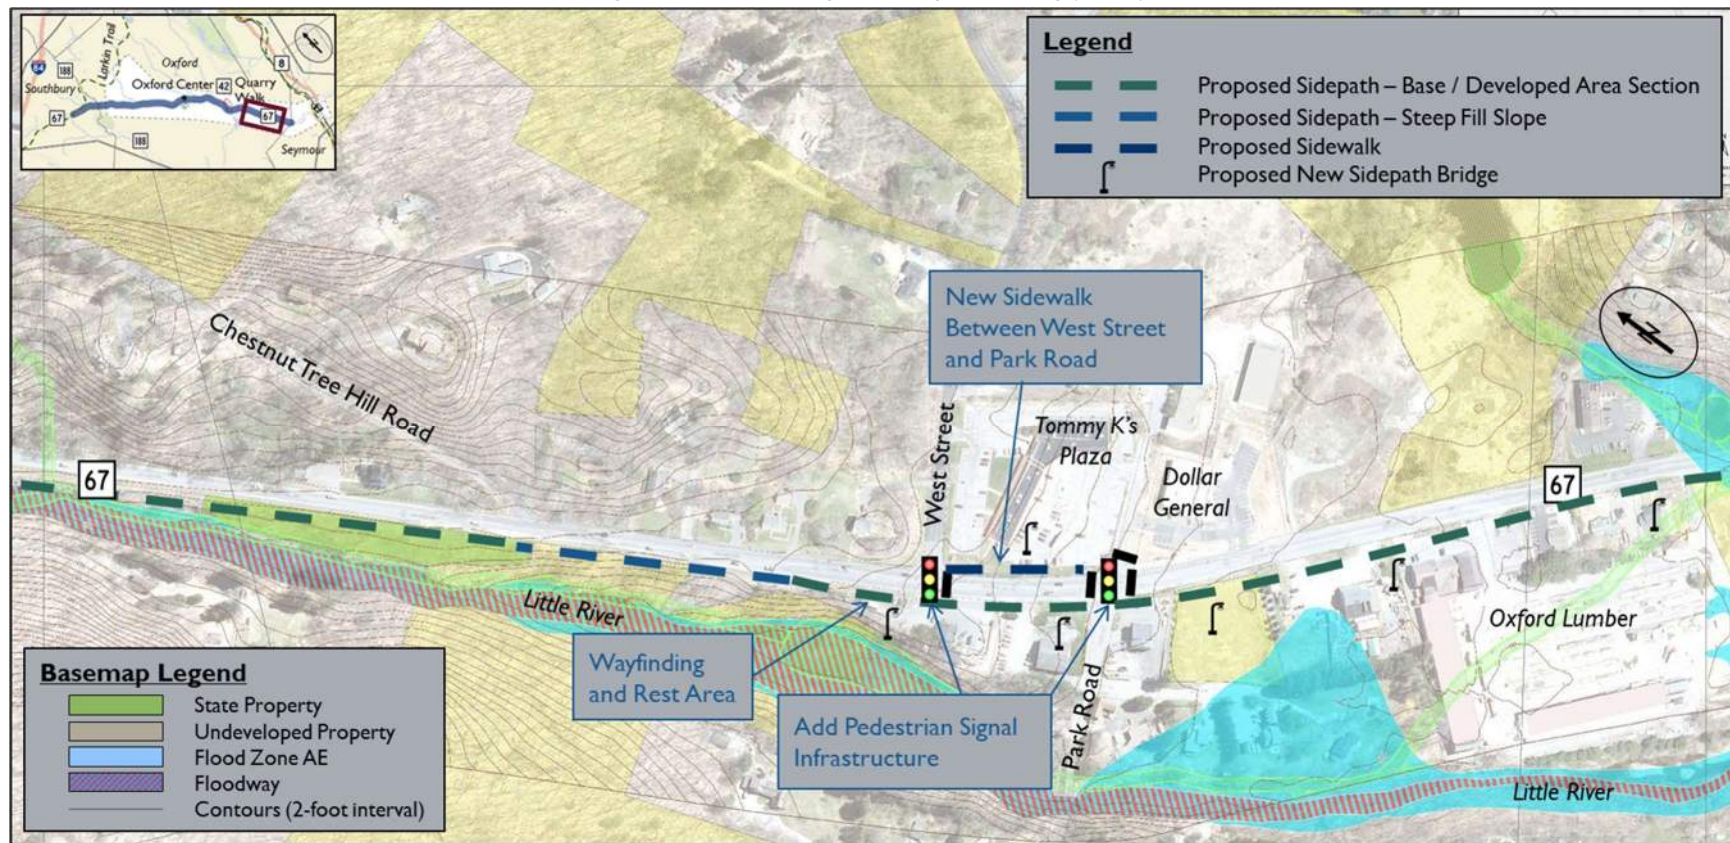 84
188
Larkin Trail
Oxford
8
Southbury
Oxford Center
42
Quarry
Walk
67
67
188
Seymour
Legend
Proposed Sidepath – Base / Developed Area Section
Proposed Sidepath – Steep Fill Slope
Proposed Sidewalk
Proposed New Sidepath Bridge
New Sidewalk
Between West Street
and Park Road
Chestnut Tree Hill Road
West Street
Tommy K's
Plaza
Dollar
General
67
67
Little River
Oxford Lumber
Wayfinding
and Rest Area
Add Pedestrian Signal
Infrastructure
Park Road
Little River
Basemap Legend
State Property
Undeveloped Property
Flood Zone AE
Floodway
Contours (2-foot interval)